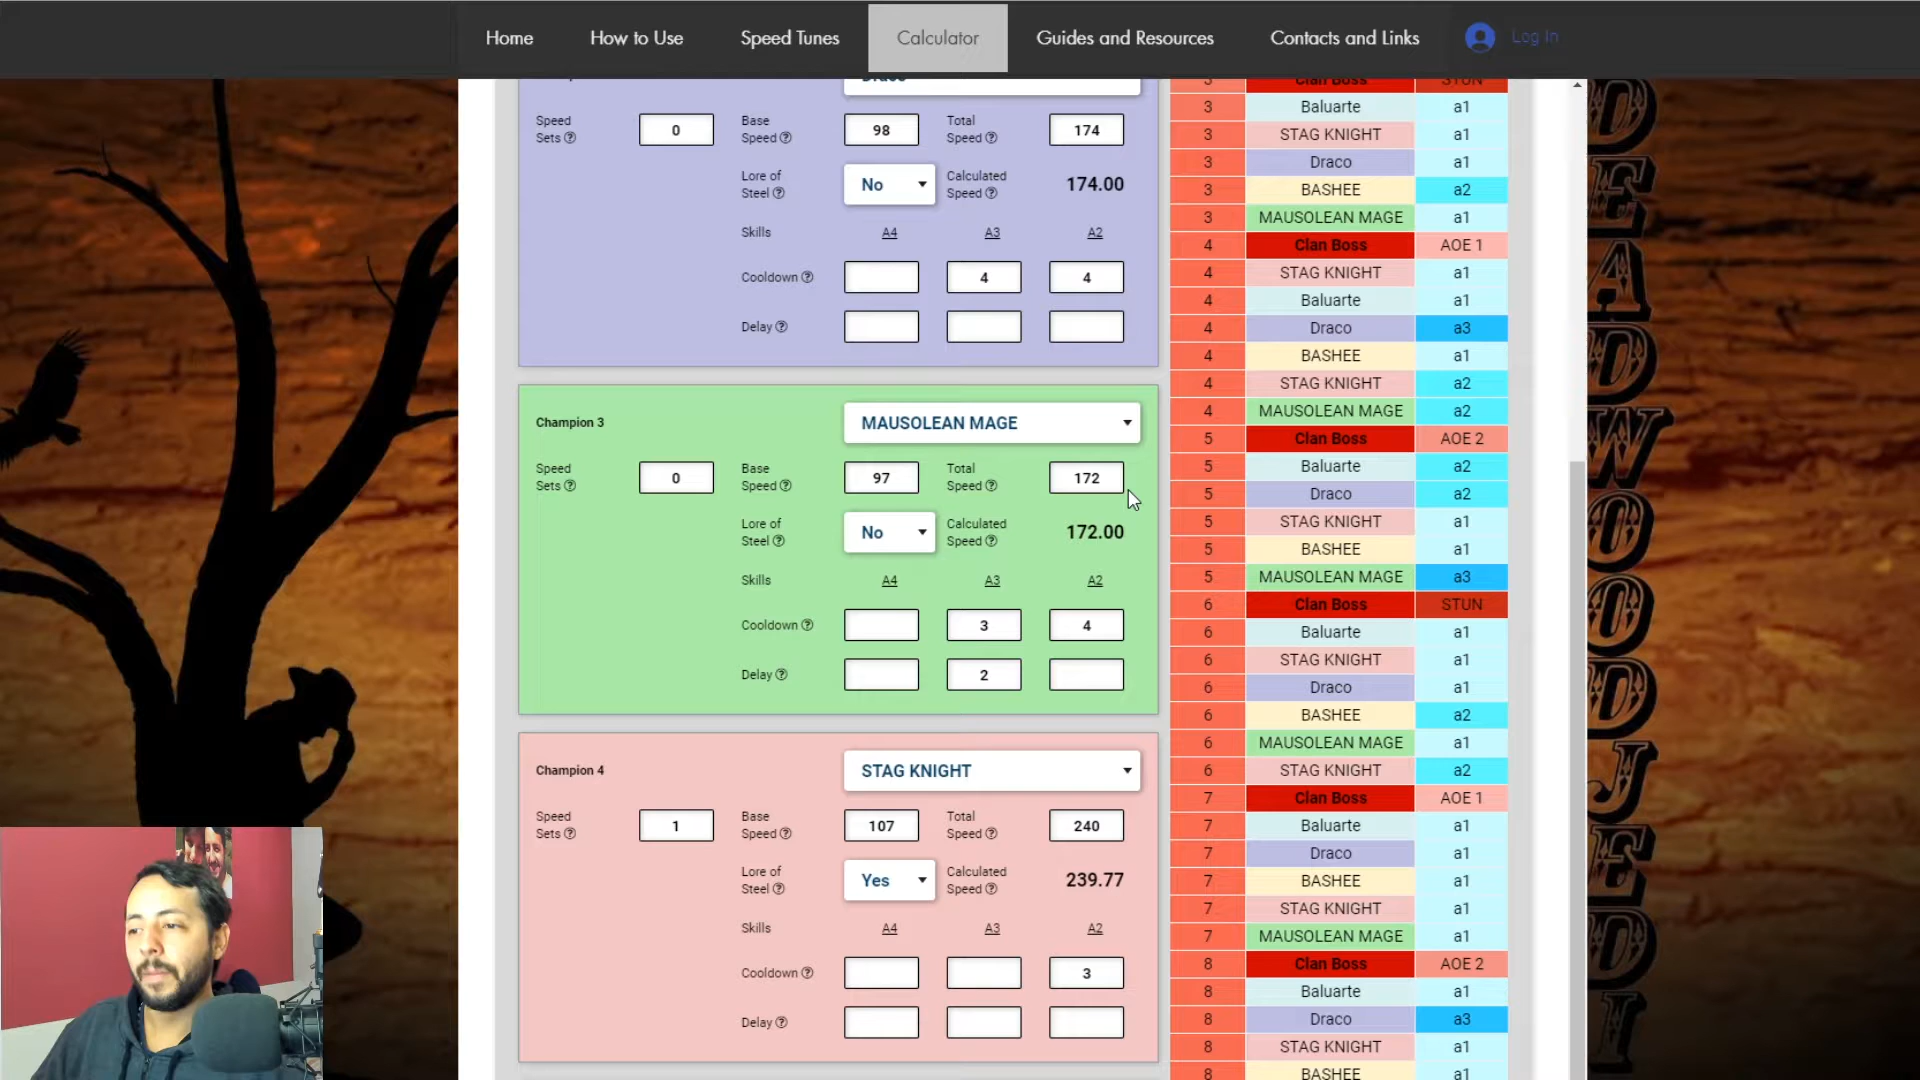 Home How to Use Speed Tunes Calculator Guides and Resources Contacts and Links Log In
Draco
Speed Sets 0 Base Speed 98 Total Speed 174
Lore of Steel No Calculated Speed 174.00
Skills A4 A3 A2
Cooldown 4 4
Delay
Champion 3 MAUSOLEAN MAGE
Speed Sets 0 Base Speed 97 Total Speed 172
Lore of Steel No Calculated Speed 172.00
Skills A4 A3 A2
Cooldown 3 4
Delay 2
Champion 4 STAG KNIGHT
Speed Sets 1 Base Speed 107 Total Speed 240
Lore of Steel Yes Calculated Speed 239.77
Skills A4 A3 A2
Cooldown 3
Delay
3 Clan Boss STUN
3 Baluarte a1
3 STAG KNIGHT a1
3 Draco a1
3 BASHEE a2
3 MAUSOLEAN MAGE a1
4 Clan Boss AOE 1
4 STAG KNIGHT a1
4 Baluarte a1
4 Draco a3
4 BASHEE a1
4 STAG KNIGHT a2
4 MAUSOLEAN MAGE a2
5 Clan Boss AOE 2
5 Baluarte a2
5 Draco a2
5 STAG KNIGHT a1
5 BASHEE a1
5 MAUSOLEAN MAGE a3
6 Clan Boss STUN
6 Baluarte a1
6 STAG KNIGHT a1
6 Draco a1
6 BASHEE a2
6 MAUSOLEAN MAGE a1
6 STAG KNIGHT a2
7 Clan Boss AOE 1
7 Baluarte a1
7 Draco a1
7 BASHEE a1
7 STAG KNIGHT a1
7 MAUSOLEAN MAGE a1
8 Clan Boss AOE 2
8 Baluarte a1
8 Draco a3
8 STAG KNIGHT a1
8 BASHEE a1
DEADWOODJEDI